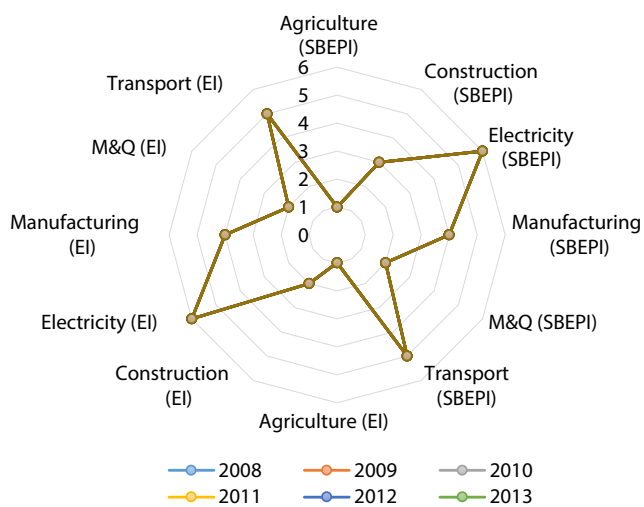 Agriculture
(SBEPI)
Construction
(SBEPI)
Electricity
(SBEPI)
Manufacturing
(SBEPI)
M&Q (SBEPI)
Transport
(SBEPI)
Agriculture (EI)
Construction
(EI)
Electricity (EI)
Manufacturing
(EI)
M&Q (EI)
Transport (EI)
6
5
4
3
2
1
0
2008 2009 2010
2011 2012 2013